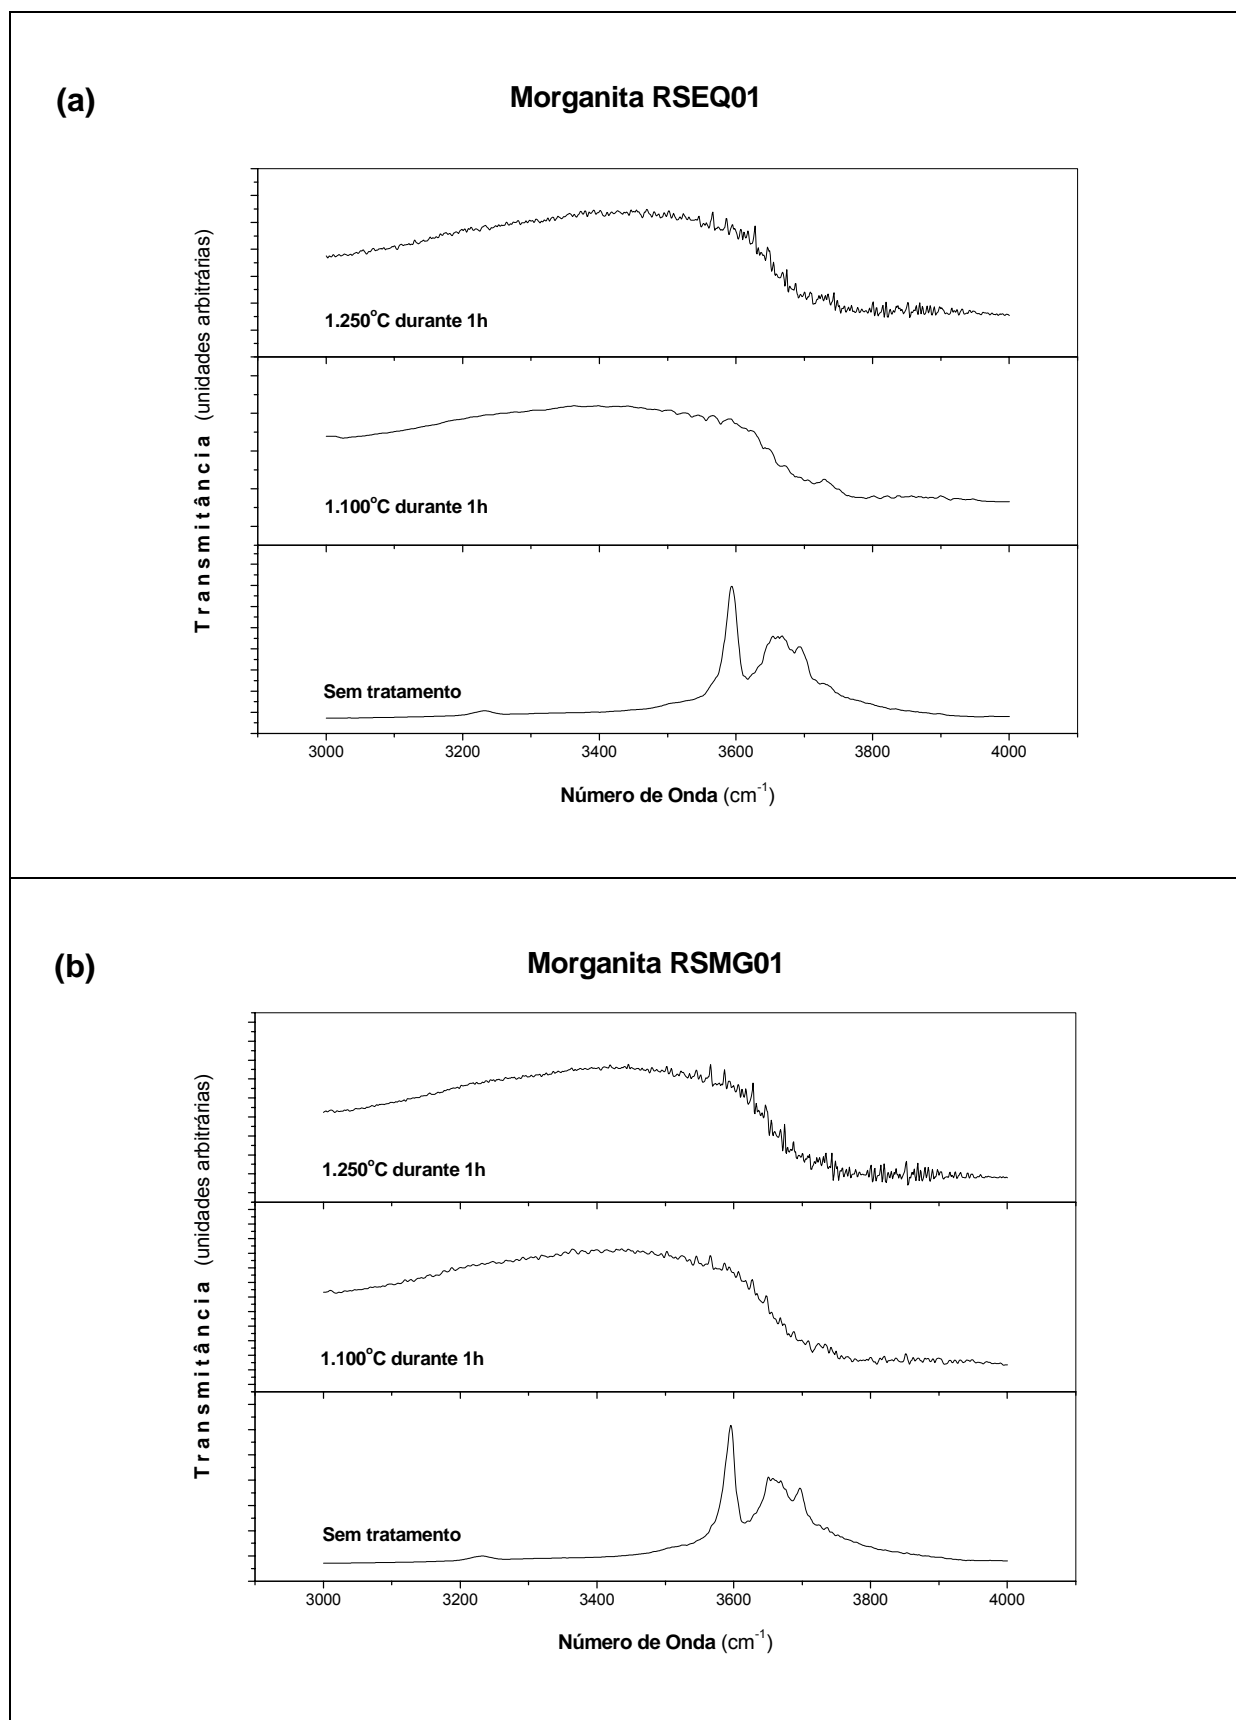 (a)
Morganita RSEQ01
Transmitância (unidades arbitrárias)
1.250°C durante 1h
1.100°C durante 1h
Sem tratamento
3000 3200 3400 3600 3800 4000
Número de Onda (cm⁻¹)
(b)
Morganita RSMG01
Transmitância (unidades arbitrárias)
1.250°C durante 1h
1.100°C durante 1h
Sem tratamento
3000 3200 3400 3600 3800 4000
Número de Onda (cm⁻¹)